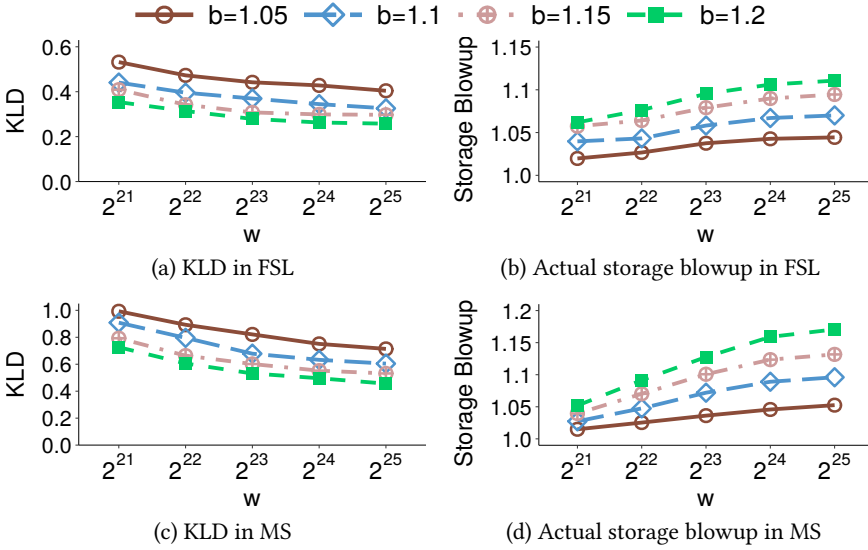 b=1.05 b=1.1 b=1.15 b=1.2
KLD
0.6
0.4
0.2
0.0
2^21 2^22 2^23 2^24 2^25
w
(a) KLD in FSL
Storage Blowup
1.15
1.10
1.05
1.0
2^21 2^22 2^23 2^24 2^25
w
(b) Actual storage blowup in FSL
KLD
1.0
0.8
0.6
0.4
0.2
0.0
2^21 2^22 2^23 2^24 2^25
w
(c) KLD in MS
Storage Blowup
1.2
1.15
1.10
1.05
1.0
2^21 2^22 2^23 2^24 2^25
w
(d) Actual storage blowup in MS